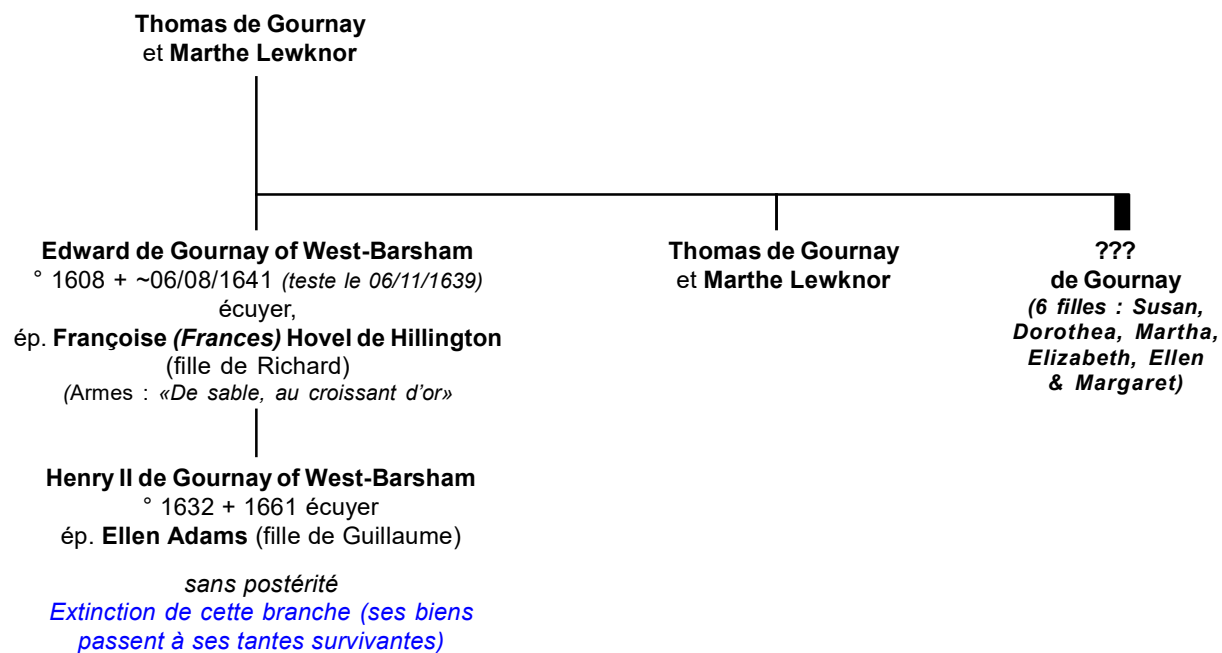 Thomas de Gournay
et Marthe Lewknor
Edward de Gournay of West-Barsham
° 1608 + ~06/08/1641 (teste le 06/11/1639)
écuyer,
ép. Françoise (Frances) Hovel de Hillington
(fille de Richard)
(Armes : «De sable, au croissant d'or»
Thomas de Gournay
et Marthe Lewknor
???
de Gournay
(6 filles : Susan,
Dorothea, Martha,
Elizabeth, Ellen
& Margaret)
Henry II de Gournay of West-Barsham
° 1632 + 1661 écuyer
ép. Ellen Adams (fille de Guillaume)
sans postérité
Extinction de cette branche (ses biens
passent à ses tantes survivantes)